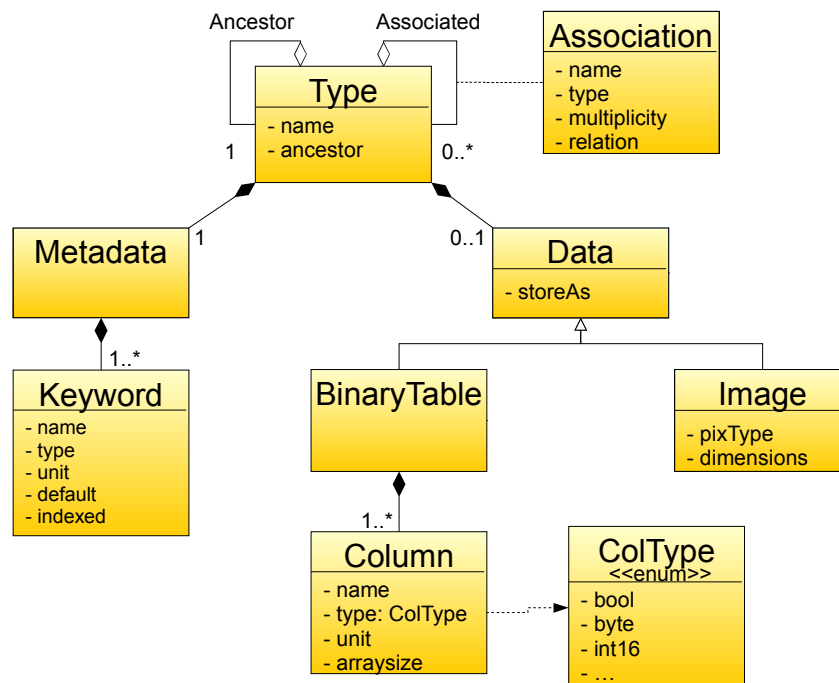 Ancestor
Associated
Association
- name
- type
- multiplicity
- relation
Type
- name
- ancestor
1
0..*
Metadata
1
0..1
Data
- storeAs
1..*
Keyword
- name
- type
- unit
- default
- indexed
BinaryTable
Image
- pixType
- dimensions
1..*
Column
- name
- type: ColType
- unit
- arraysize
ColType
<<enum>>
- bool
- byte
- int16
- ...